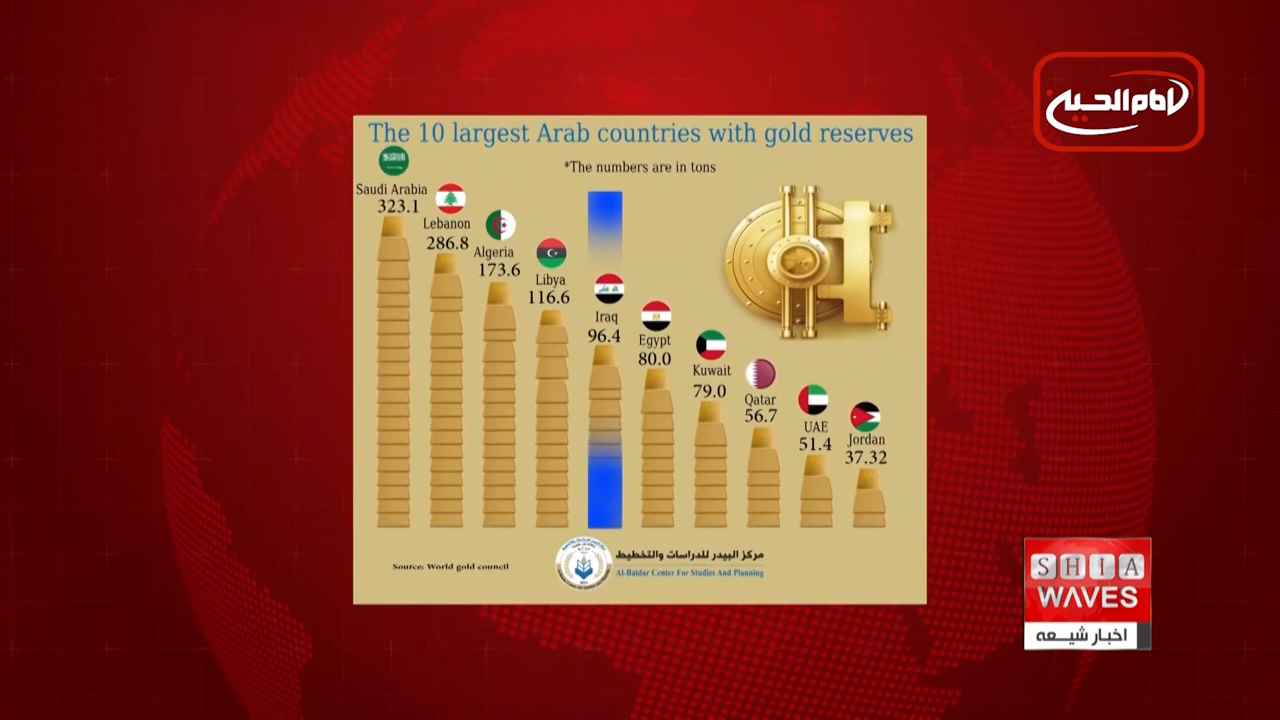 The 10 largest Arab countries with gold reserves
*The numbers are in tons
Saudi Arabia
323.1
Lebanon
286.8
Algeria
173.6
Libya
116.6
Iraq
96.4
Egypt
80.0
Kuwait
79.0
Qatar
56.7
UAE
51.4
Jordan
37.32
Source: World gold council
مركز البيدر للدراسات والتخطيط
Al-Baidar Center For Studies And Planning
SHIA
WAVES
اخبار شیعه